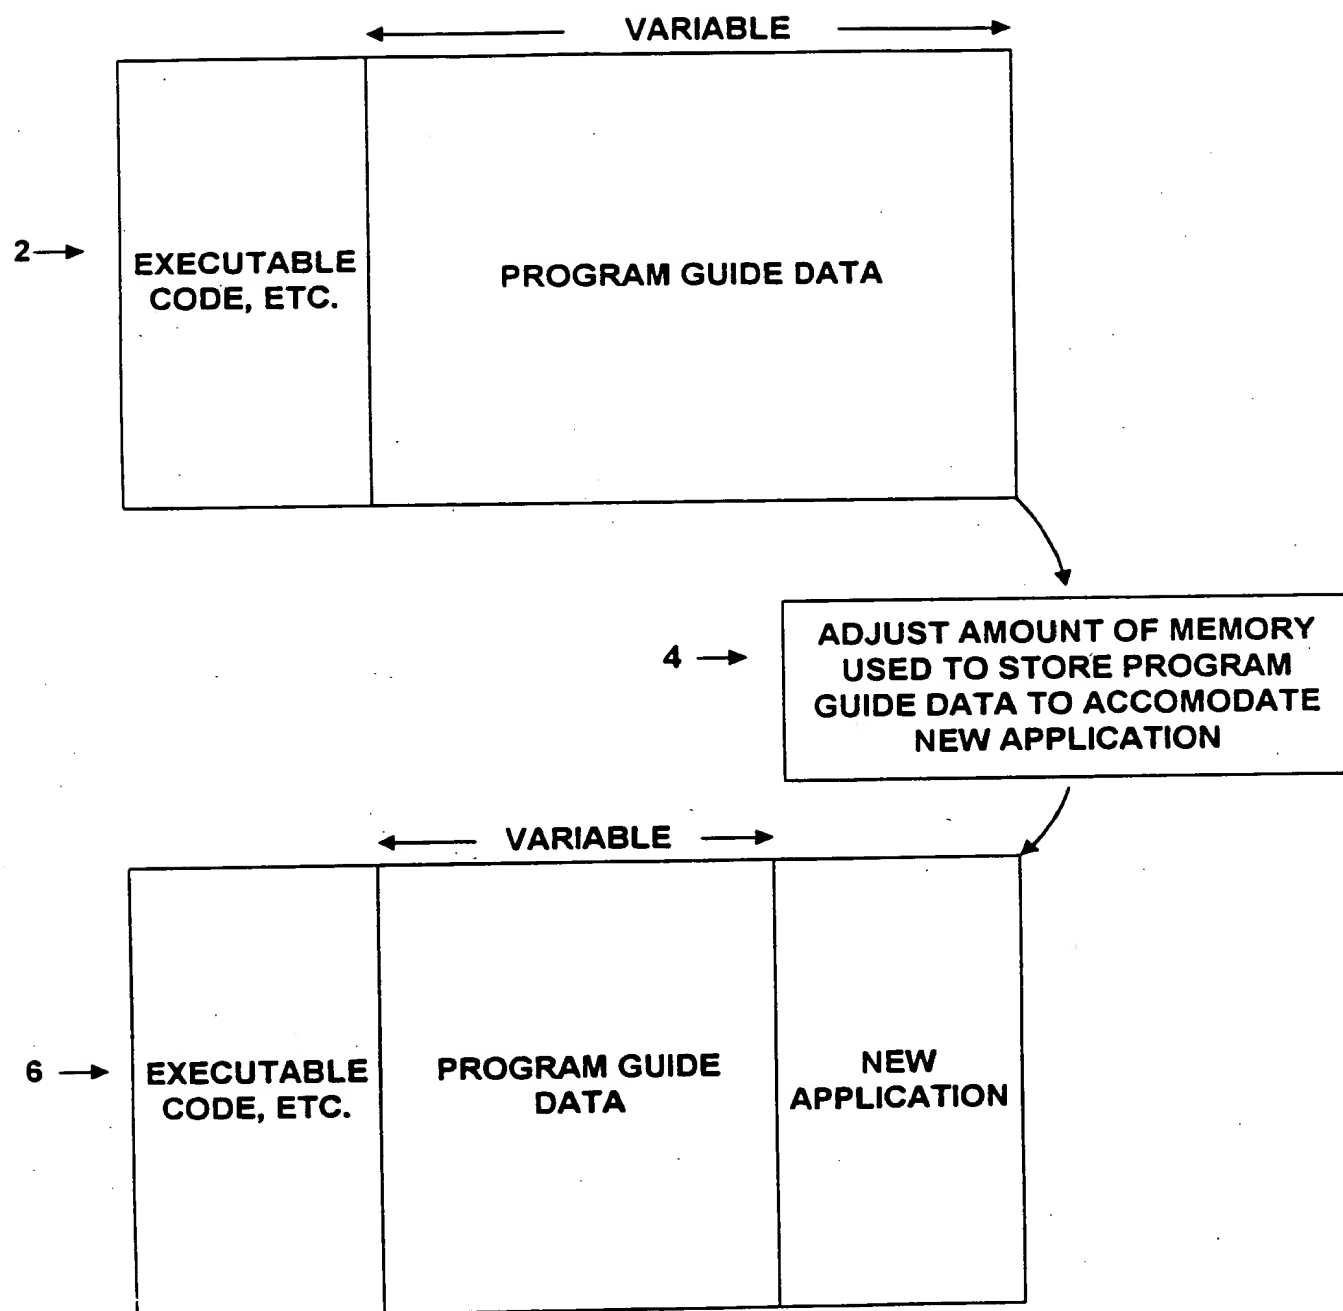 VARIABLE
2
EXECUTABLE
CODE, ETC.
PROGRAM GUIDE DATA
4
ADJUST AMOUNT OF MEMORY
USED TO STORE PROGRAM
GUIDE DATA TO ACCOMODATE
NEW APPLICATION
VARIABLE
6
EXECUTABLE
CODE, ETC.
PROGRAM GUIDE
DATA
NEW
APPLICATION